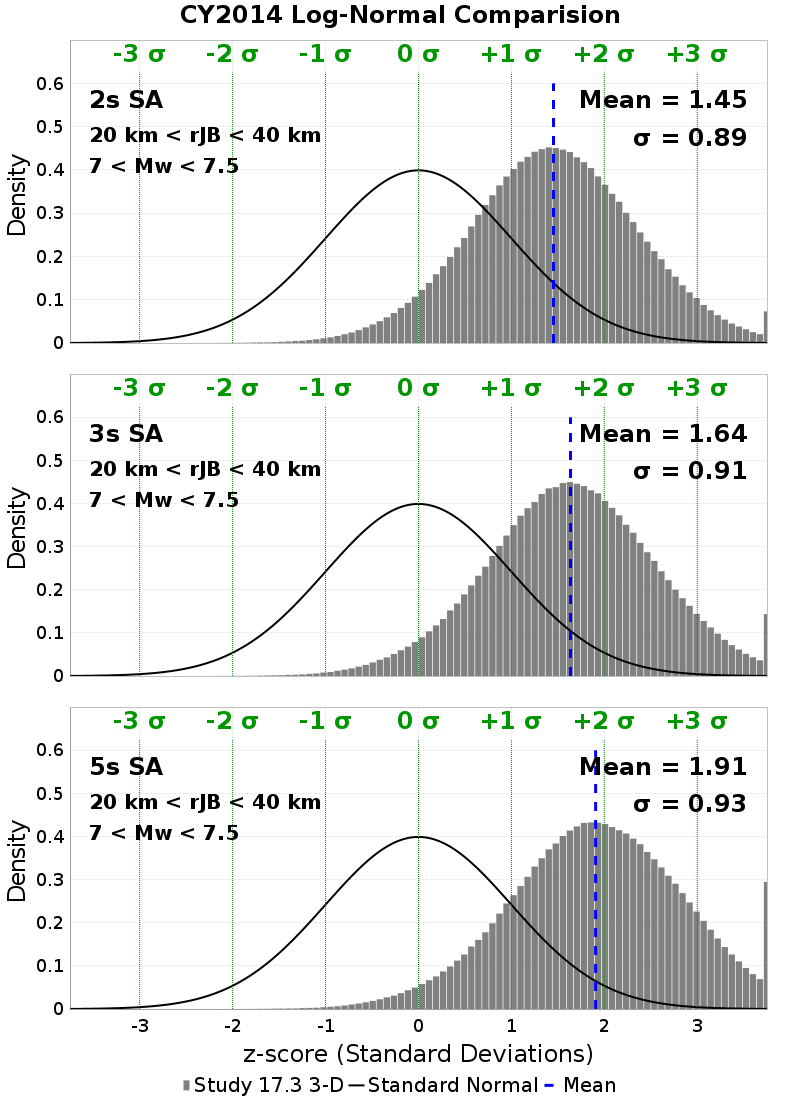 CY2014 Log-Normal Comparision
-3 σ -2 σ -1 σ 0 σ +1 σ +2 σ +3 σ
2s SA
20 km < rJB < 40 km
7 < Mw < 7.5
Mean = 1.45
σ = 0.89
Density
0.6
0.5
0.4
0.3
0.2
0.1
0
-3 σ -2 σ -1 σ 0 σ +1 σ +2 σ +3 σ
3s SA
20 km < rJB < 40 km
7 < Mw < 7.5
Mean = 1.64
σ = 0.91
Density
0.6
0.5
0.4
0.3
0.2
0.1
0
-3 σ -2 σ -1 σ 0 σ +1 σ +2 σ +3 σ
5s SA
20 km < rJB < 40 km
7 < Mw < 7.5
Mean = 1.91
σ = 0.93
Density
0.6
0.5
0.4
0.3
0.2
0.1
0
-3 -2 -1 0 1 2 3
z-score (Standard Deviations)
Study 17.3 3-D Standard Normal Mean